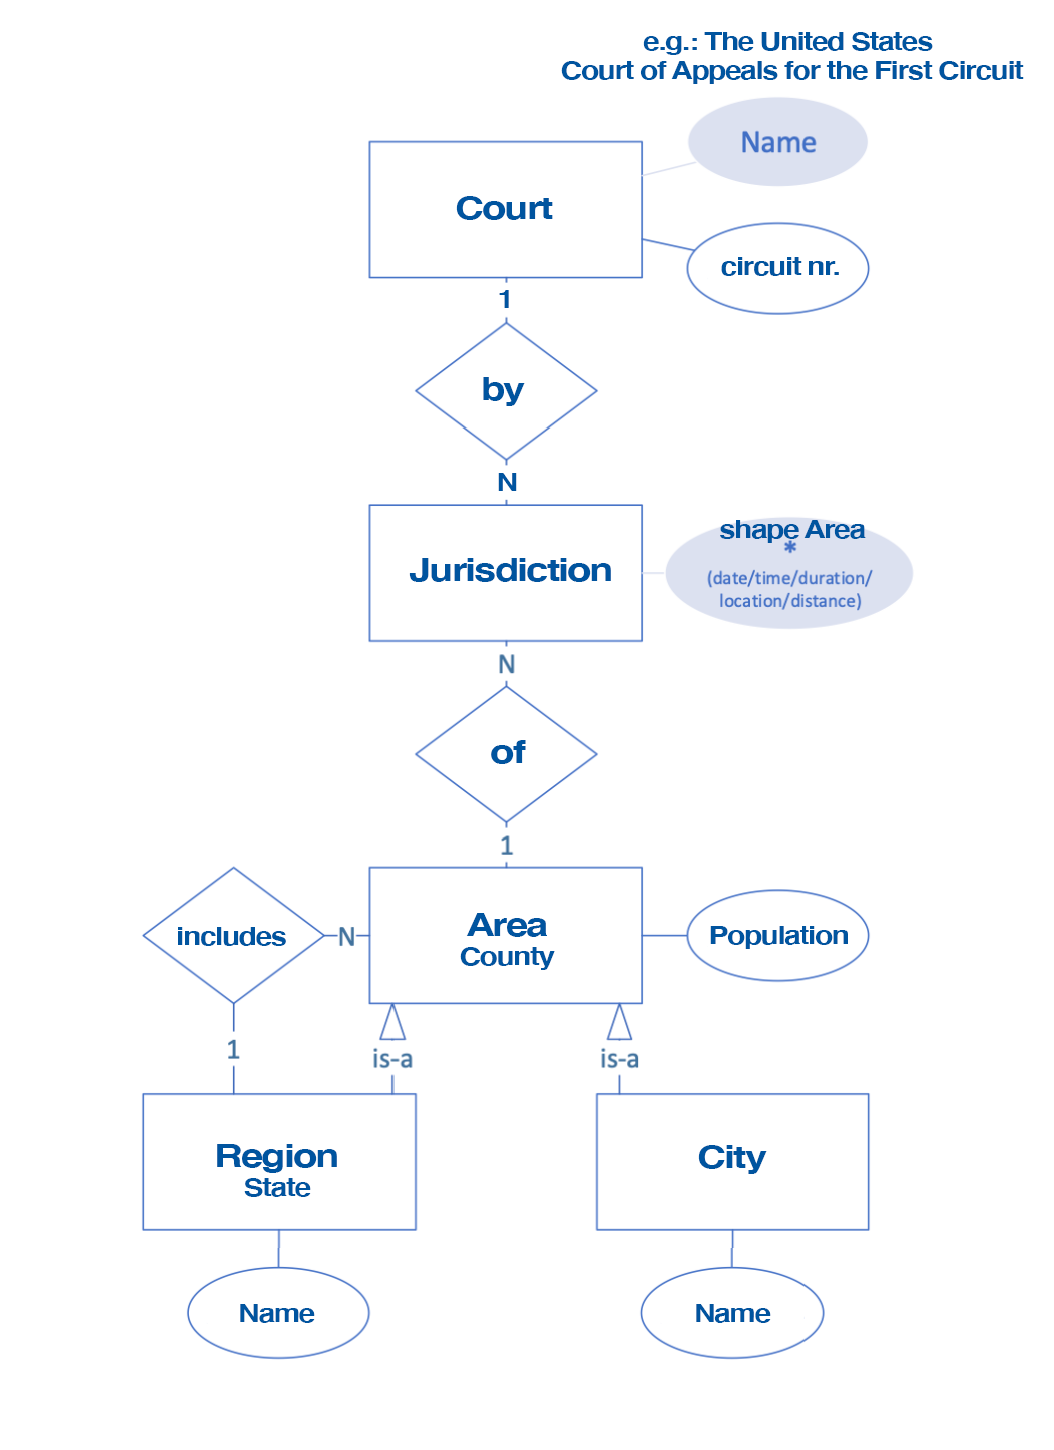 e.g.: The United States
Court of Appeals for the First Circuit
Name
Court
circuit nr.
1
by
N
shape Area
*
Jurisdiction
(date/time/duration/
location/distance)
N
of
1
Area
County
includes
N
Population
1
is-a
is-a
Region
State
City
Name
Name